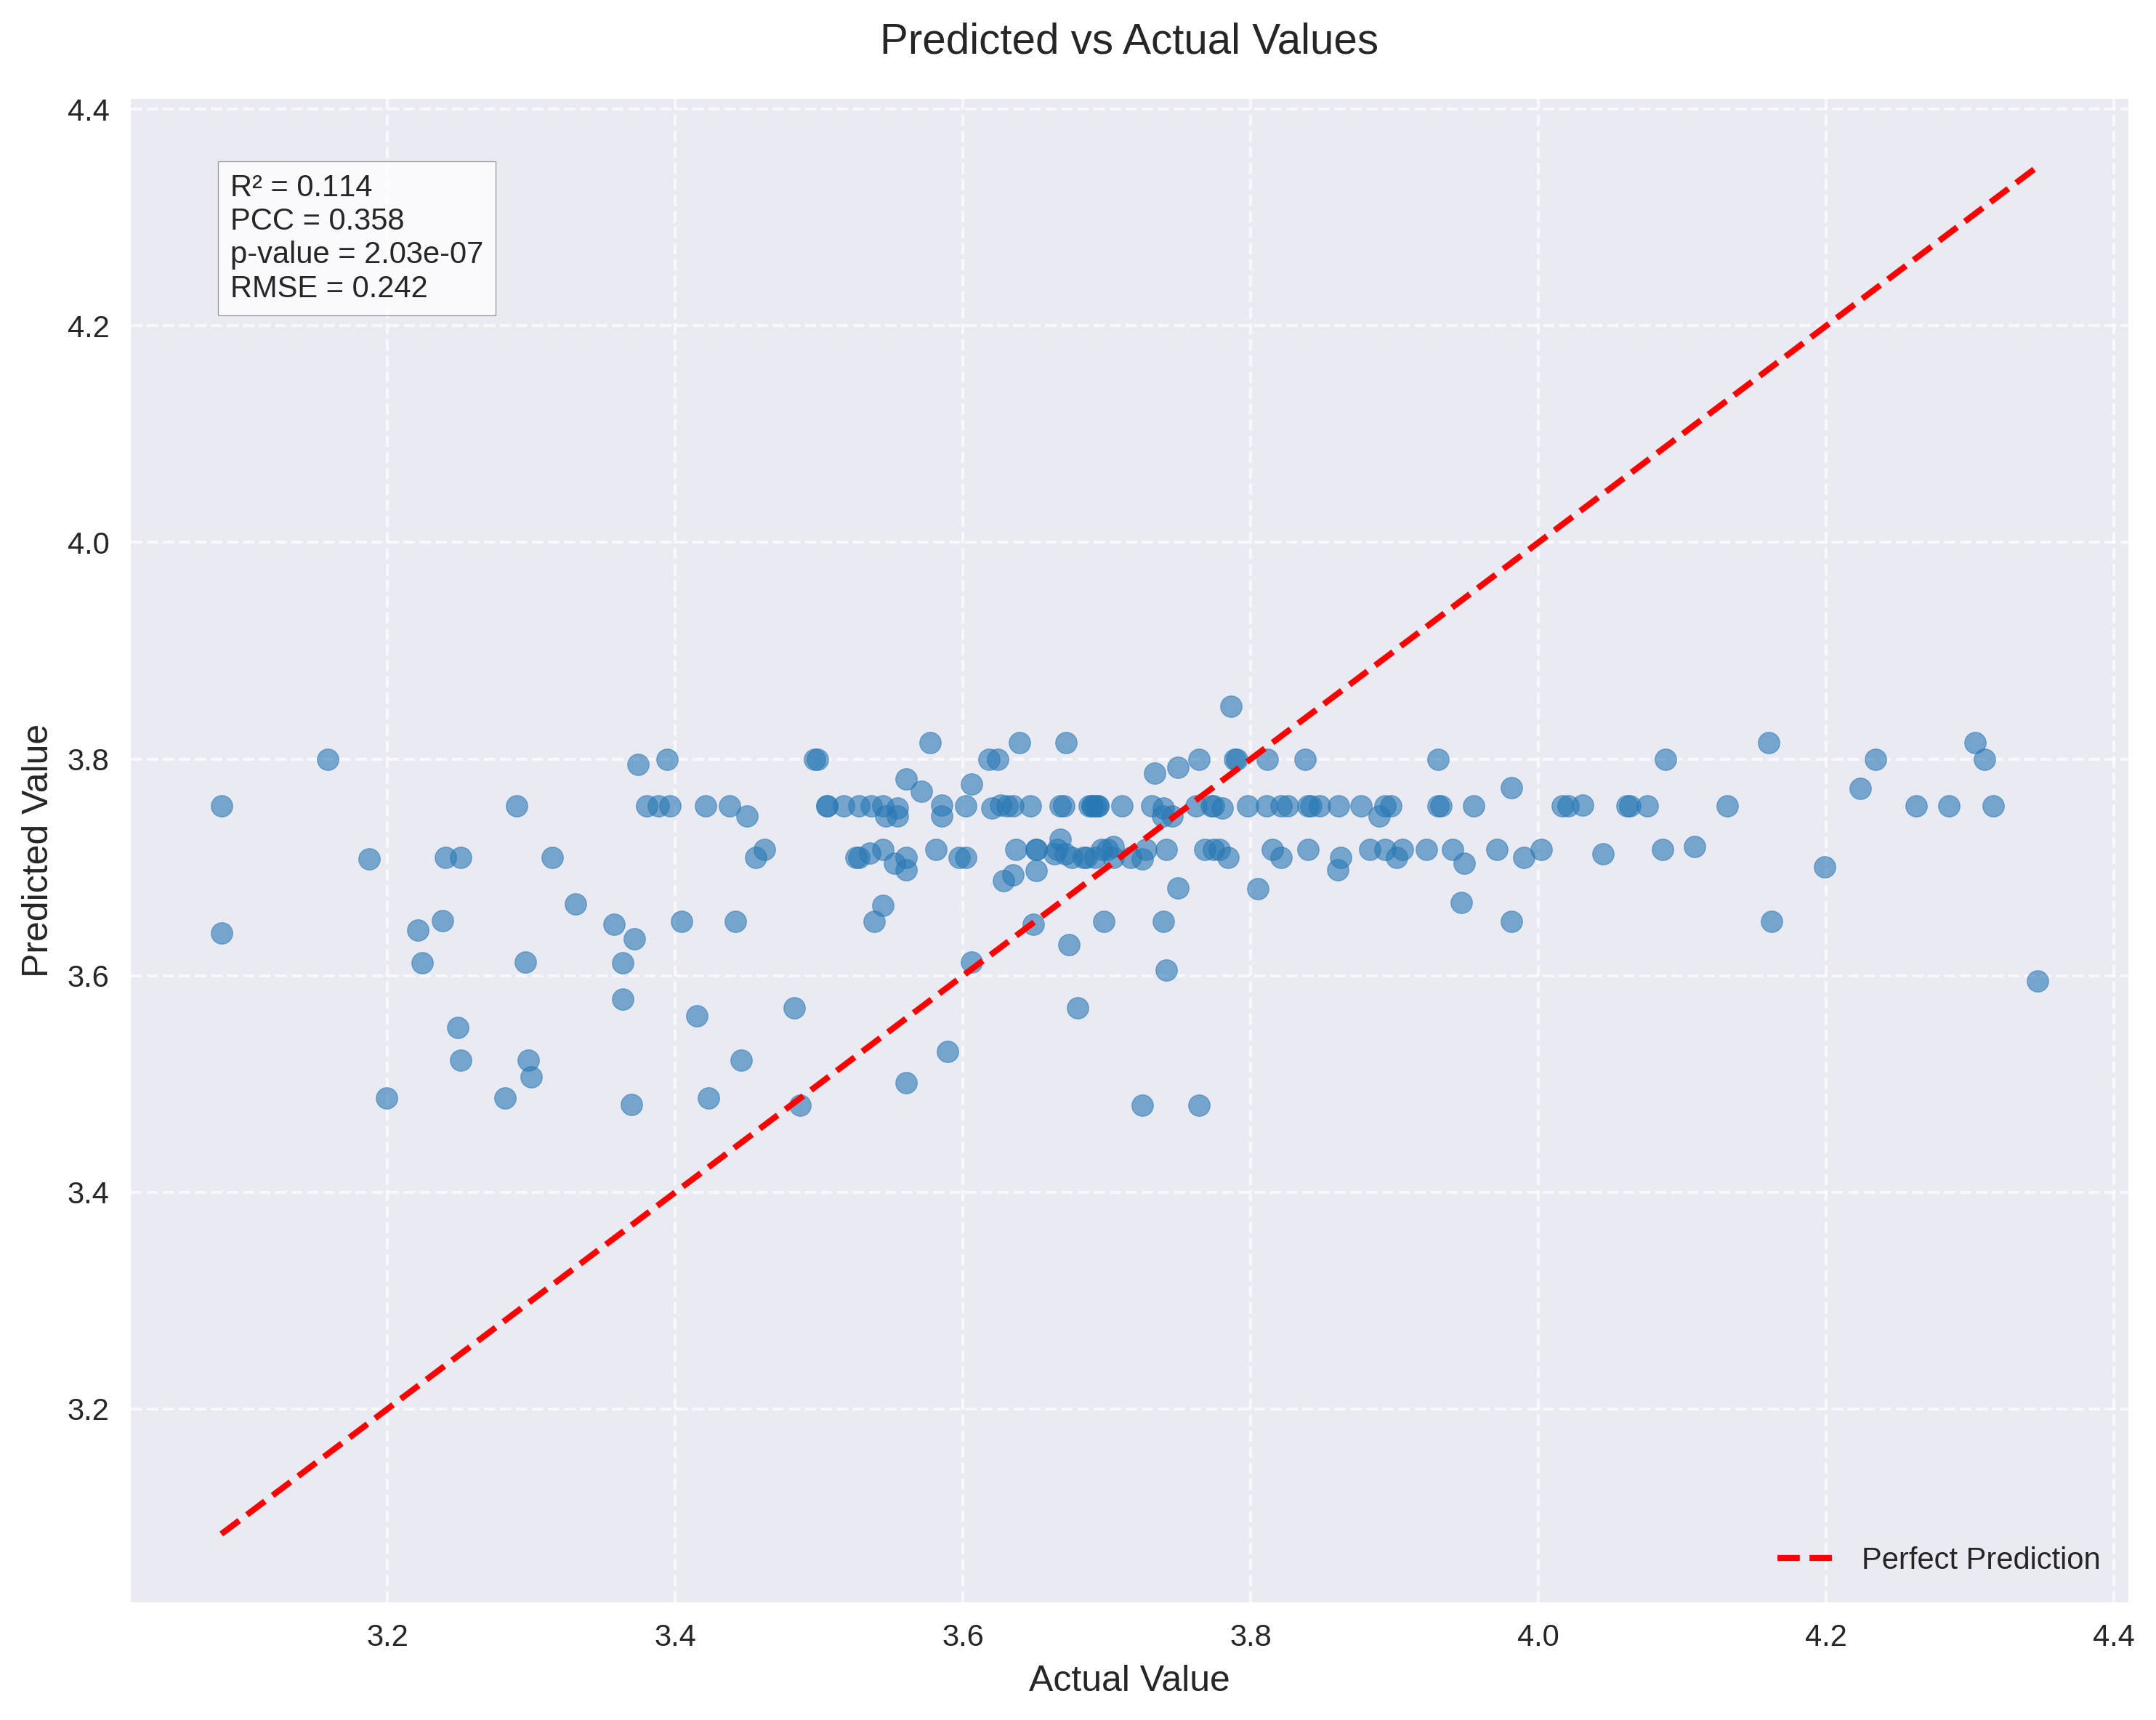 Predicted vs Actual Values
R² = 0.114
PCC = 0.358
p-value = 2.03e-07
RMSE = 0.242
4.4
4.2
4.0
3.8
3.6
3.4
3.2
Predicted Value
Perfect Prediction
3.2 3.4 3.6 3.8 4.0 4.2 4.4
Actual Value